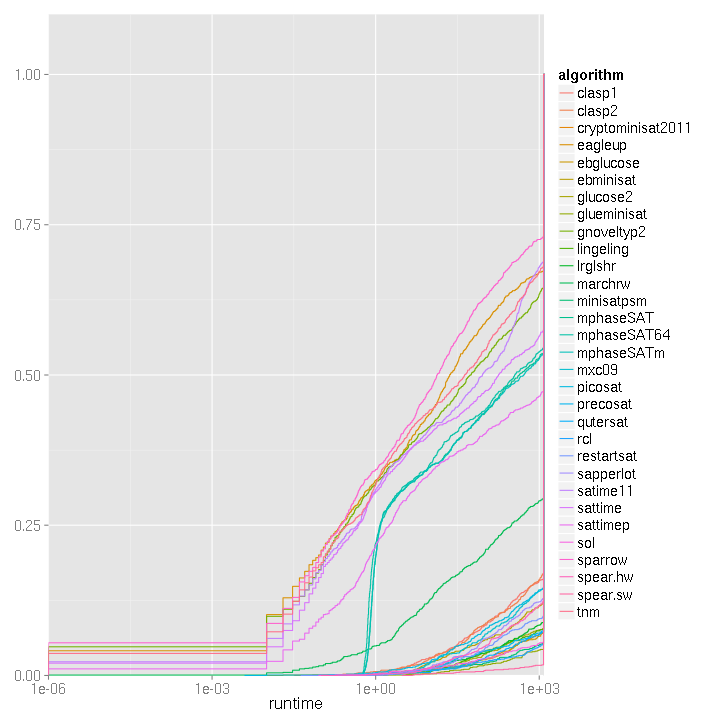 1.00
0.75
0.50
0.25
0.00
1e-06
1e-03
1e+00
1e+03
runtime
algorithm
clasp1
clasp2
cryptominisat2011
eagleup
ebglucose
ebminisat
glucose2
glueminisat
gnoveltyp2
lingeling
lrglshr
marchrw
minisatpsm
mphaseSAT
mphaseSAT64
mphaseSATm
mxc09
picosat
precosat
qutersat
rcl
restartsat
sapperlot
satime11
sattime
sattimep
sol
sparrow
spear.hw
spear.sw
tnm